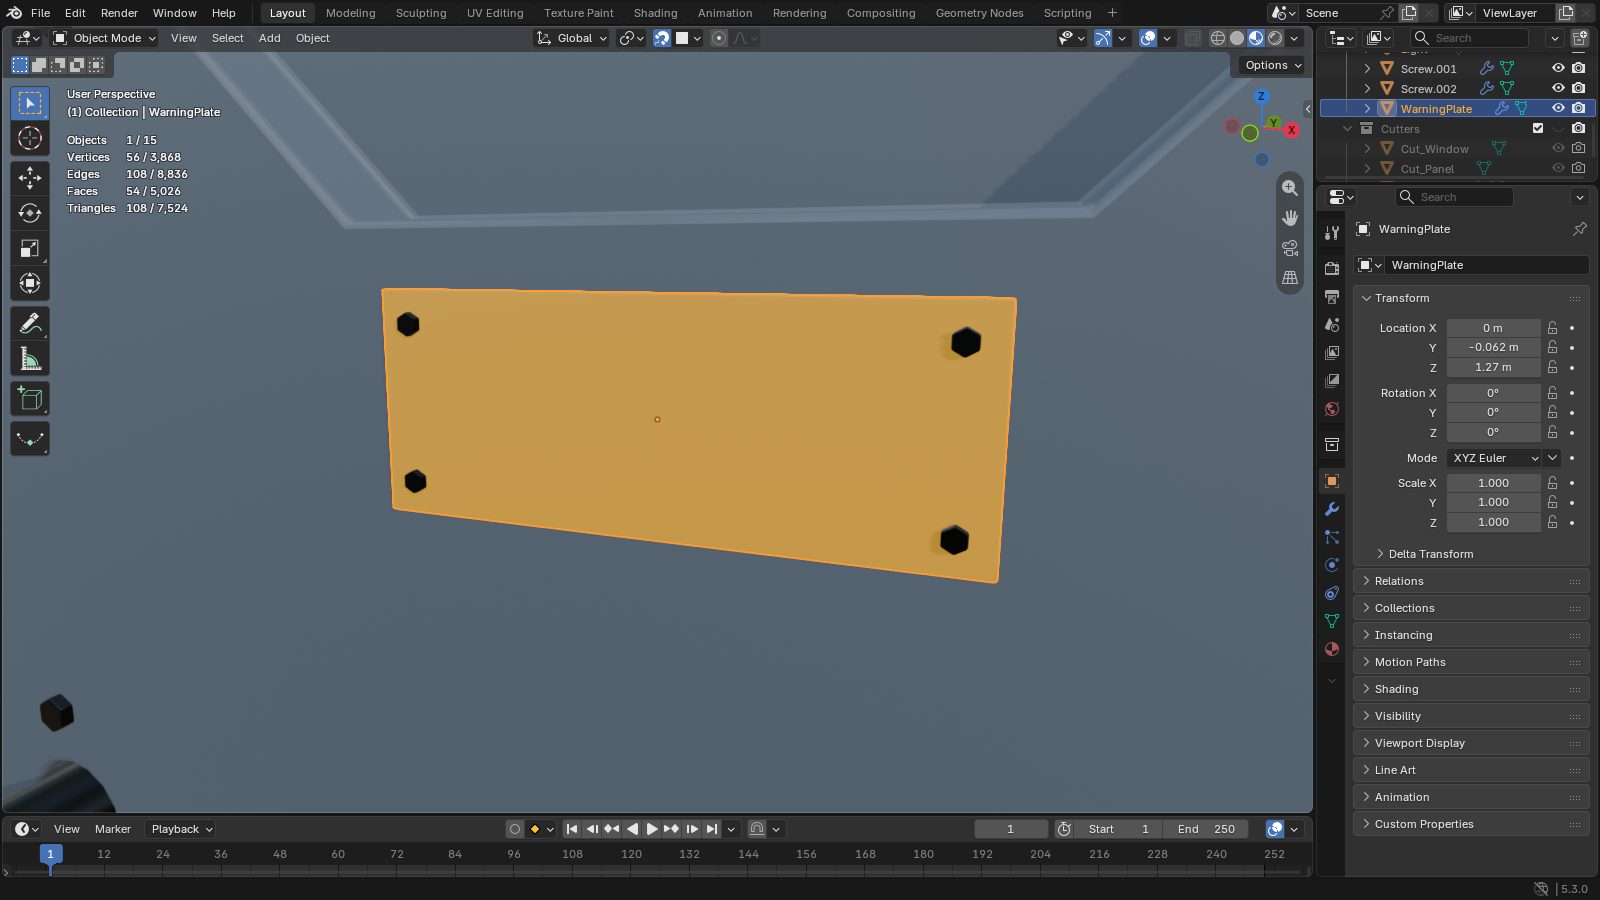 File Edit Render Window Help Layout Modeling Sculpting UV Editing Texture Paint Shading Animation Rendering Compositing Geometry Nodes Scripting + Scene ViewLayer
Object Mode View Select Add Object Global Search
Options
User Perspective
(1) Collection | WarningPlate
Objects 1 / 15
Vertices 56 / 3,868
Edges 108 / 8,836
Faces 54 / 5,026
Triangles 108 / 7,524
Z
Y
X
Screw.001
Screw.002
WarningPlate
Cutters
Cut_Window
Cut_Panel
Search
WarningPlate
WarningPlate
Transform
Location X 0 m
Y -0.062 m
Z 1.27 m
Rotation X 0°
Y 0°
Z 0°
Mode XYZ Euler
Scale X 1.000
Y 1.000
Z 1.000
Delta Transform
Relations
Collections
Instancing
Motion Paths
Shading
Visibility
Viewport Display
Line Art
Animation
Custom Properties
View Marker Playback 1 Start 1 End 250
1 12 24 36 48 60 72 84 96 108 120 132 144 156 168 180 192 204 216 228 240 252
5.3.0